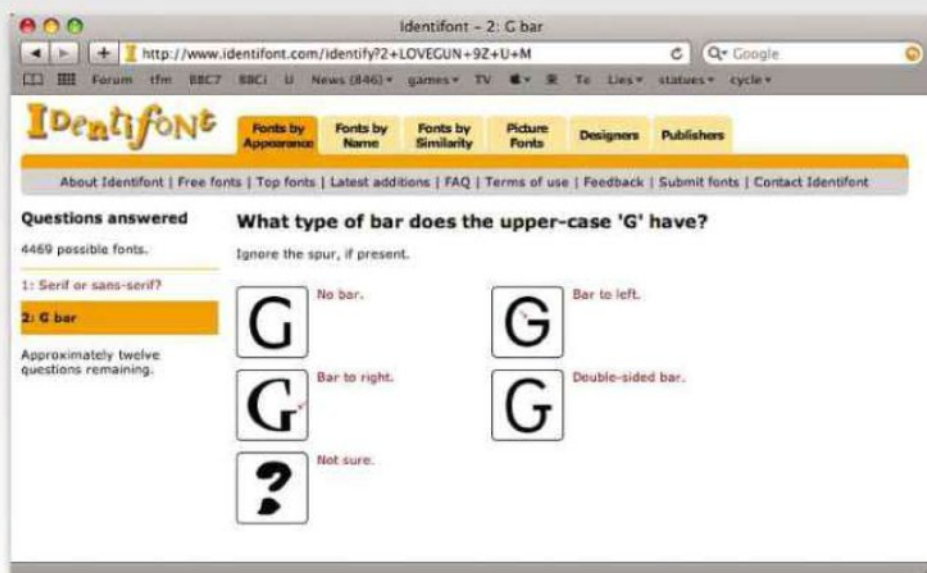 Identifont - 2: G bar
http://www.identifont.com/identify?2+LOVEGUN+9Z+U+M
Google
Forum tfm BBC7 BBCi U News (846) games TV Te Lies statues cycle
IDentifoNt
Fonts by Appearance
Fonts by Name
Fonts by Similarity
Picture Fonts
Designers
Publishers
About Identifont | Free fonts | Top fonts | Latest additions | FAQ | Terms of use | Feedback | Submit fonts | Contact Identifont
Questions answered
4469 possible fonts.
1: Serif or sans-serif?
2: G bar
Approximately twelve
questions remaining.
What type of bar does the upper-case 'G' have?
Ignore the spur, if present.
G No bar.
G Bar to left.
G Bar to right.
G Double-sided bar.
? Not sure.